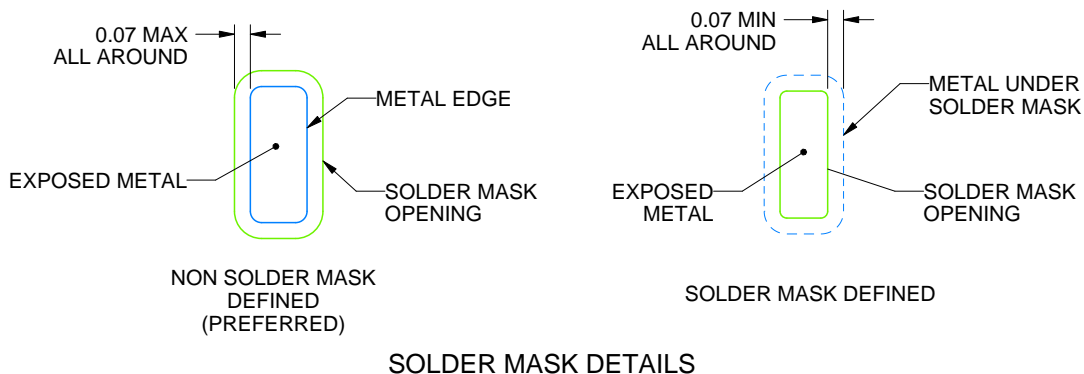 0.07 MAX
ALL AROUND
METAL EDGE
EXPOSED METAL
SOLDER MASK
OPENING
NON SOLDER MASK
DEFINED
(PREFERRED)
0.07 MIN
ALL AROUND
METAL UNDER
SOLDER MASK
EXPOSED
METAL
SOLDER MASK
OPENING
SOLDER MASK DEFINED
SOLDER MASK DETAILS